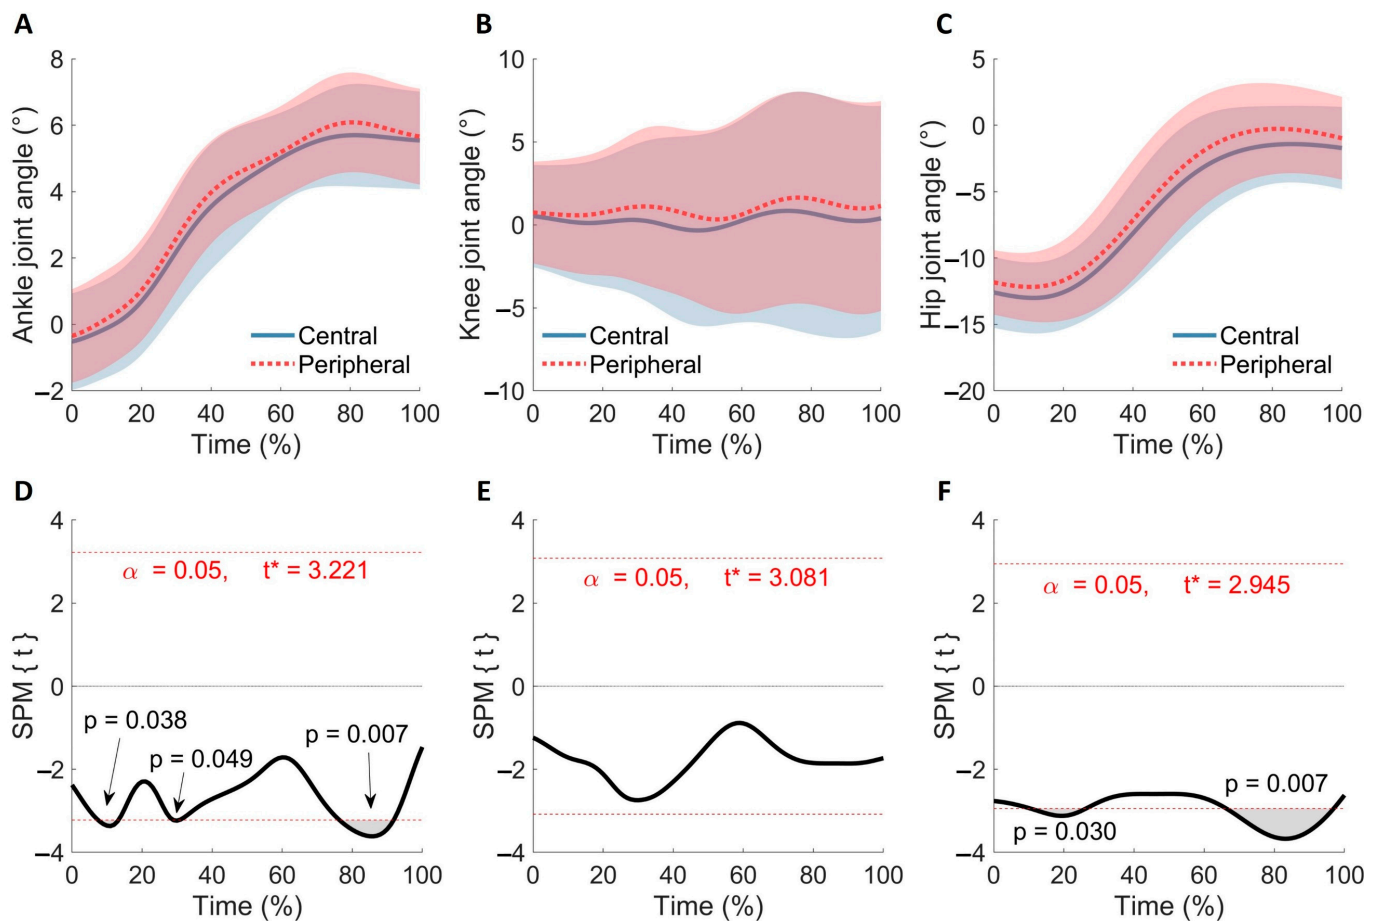 A
B
C
8
6
4
2
0
−2
Ankle joint angle (°)
Central
Peripheral
0 20 40 60 80 100
Time (%)
10
5
0
−5
−10
Knee joint angle (°)
Central
Peripheral
0 20 40 60 80 100
Time (%)
5
0
−5
−10
−15
−20
Hip joint angle (°)
Central
Peripheral
0 20 40 60 80 100
Time (%)
D
E
F
4
2
0
−2
−4
SPM { t }
α = 0.05, t* = 3.221
p = 0.038
p = 0.049
p = 0.007
0 20 40 60 80 100
Time (%)
4
2
0
−2
−4
SPM { t }
α = 0.05, t* = 3.081
0 20 40 60 80 100
Time (%)
4
2
0
−2
−4
SPM { t }
α = 0.05, t* = 2.945
p = 0.007
p = 0.030
0 20 40 60 80 100
Time (%)